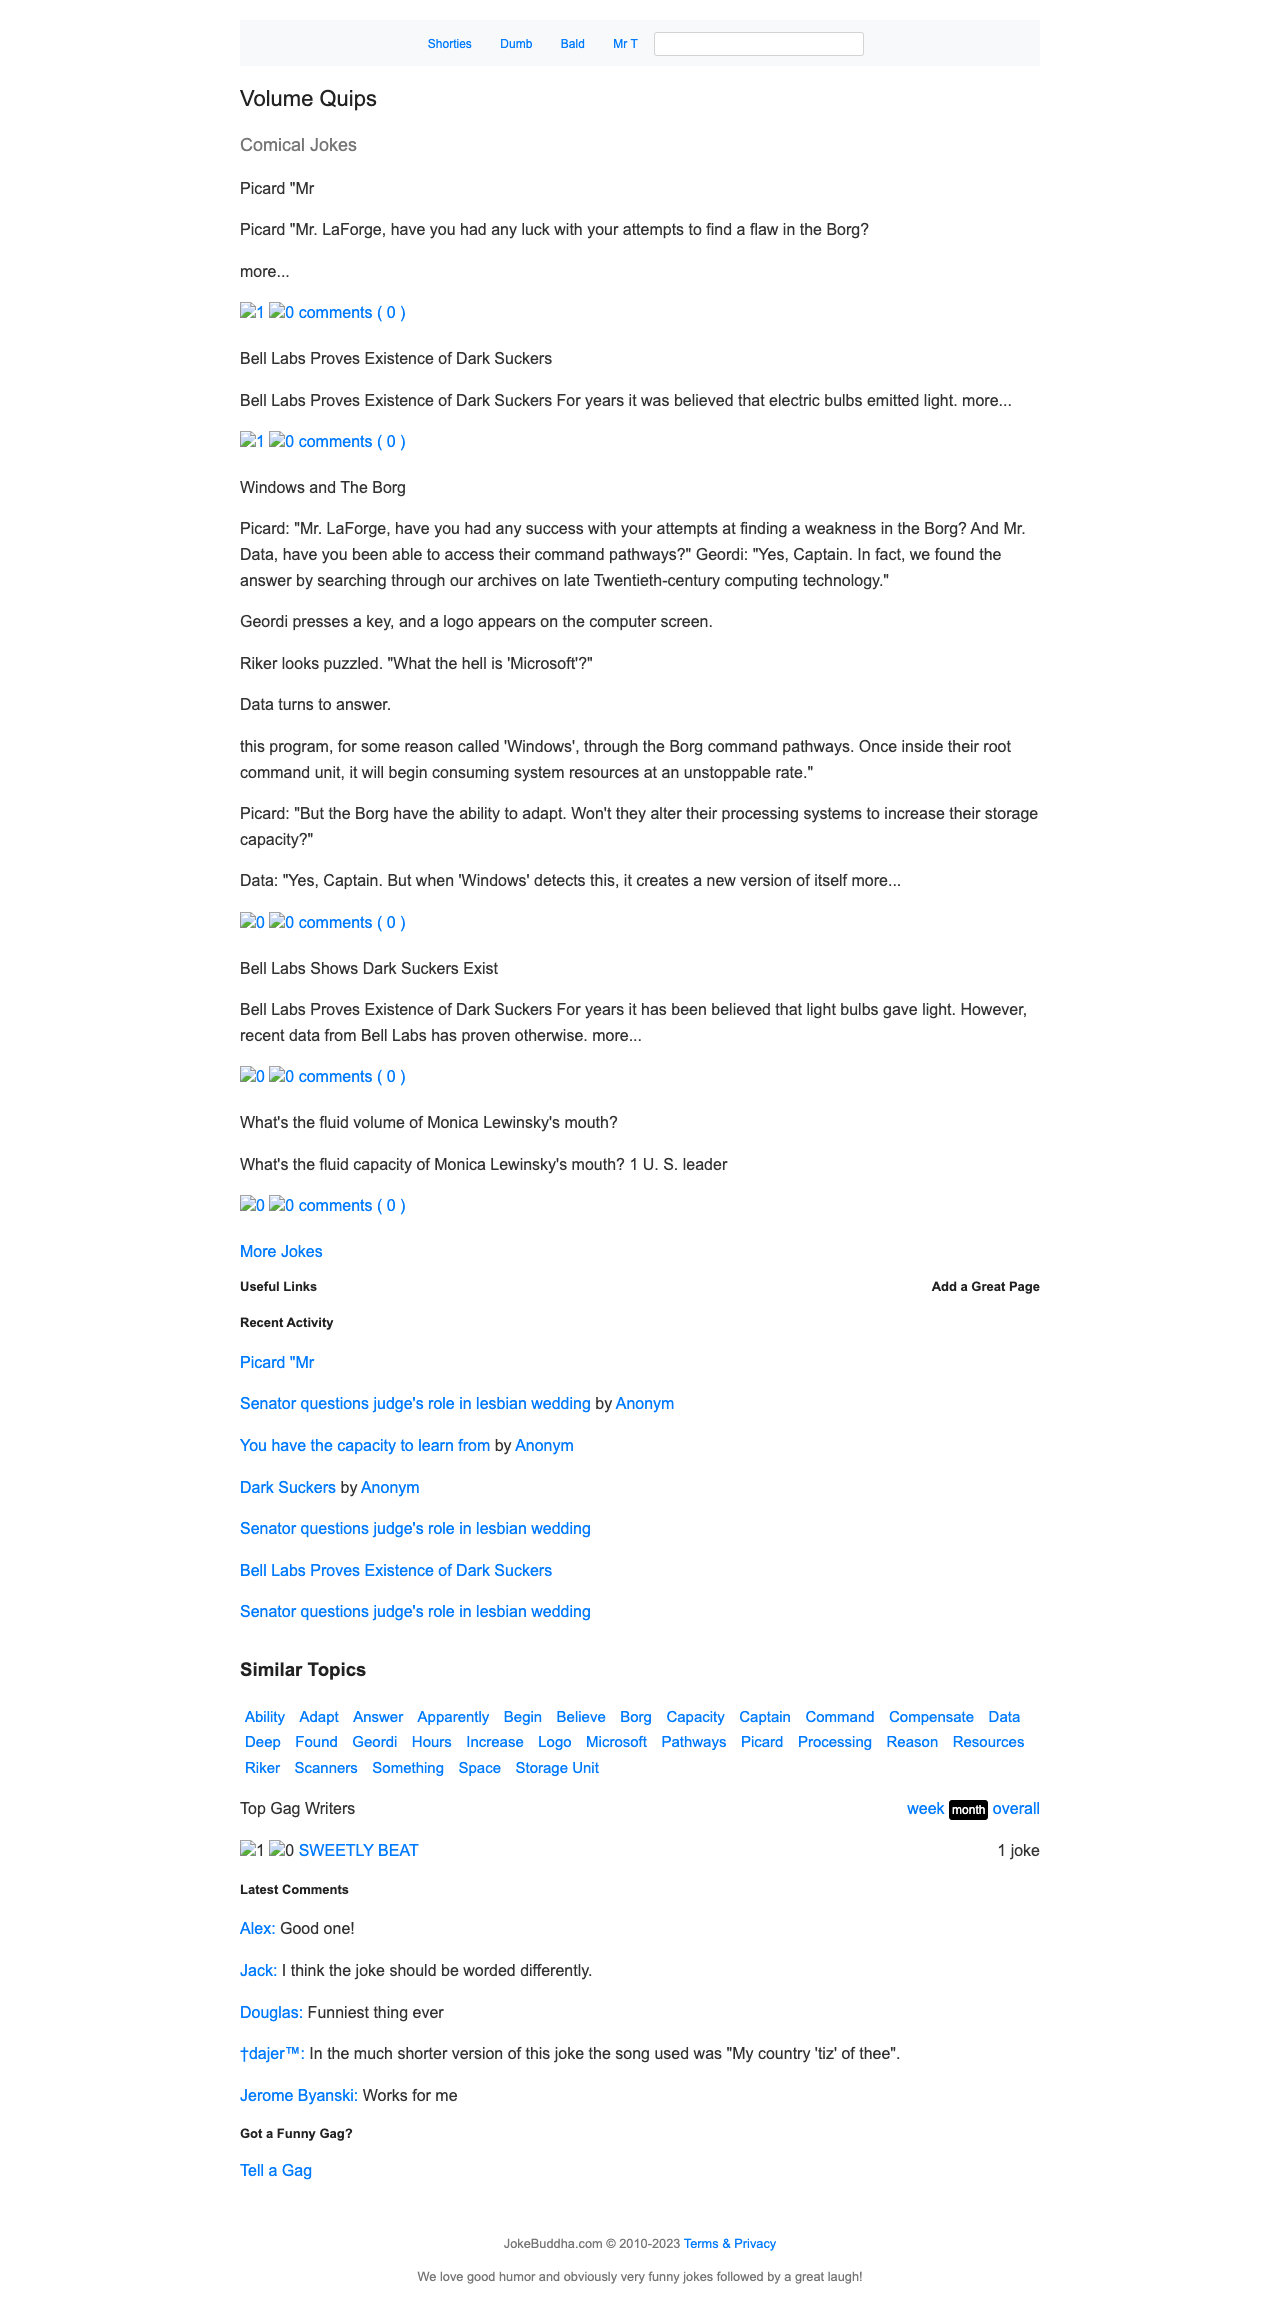 Shorties Dumb Bald Mr T
Volume Quips
Comical Jokes
Picard "Mr
Picard "Mr. LaForge, have you had any luck with your attempts to find a flaw in the Borg?
more...
1 0 comments ( 0 )
Bell Labs Proves Existence of Dark Suckers
Bell Labs Proves Existence of Dark Suckers For years it was believed that electric bulbs emitted light. more...
1 0 comments ( 0 )
Windows and The Borg
Picard: "Mr. LaForge, have you had any success with your attempts at finding a weakness in the Borg? And Mr.
Data, have you been able to access their command pathways?" Geordi: "Yes, Captain. In fact, we found the
answer by searching through our archives on late Twentieth-century computing technology."
Geordi presses a key, and a logo appears on the computer screen.
Riker looks puzzled. "What the hell is 'Microsoft'?"
Data turns to answer.
this program, for some reason called 'Windows', through the Borg command pathways. Once inside their root
command unit, it will begin consuming system resources at an unstoppable rate."
Picard: "But the Borg have the ability to adapt. Won't they alter their processing systems to increase their storage
capacity?"
Data: "Yes, Captain. But when 'Windows' detects this, it creates a new version of itself more...
0 0 comments ( 0 )
Bell Labs Shows Dark Suckers Exist
Bell Labs Proves Existence of Dark Suckers For years it has been believed that light bulbs gave light. However,
recent data from Bell Labs has proven otherwise. more...
0 0 comments ( 0 )
What's the fluid volume of Monica Lewinsky's mouth?
What's the fluid capacity of Monica Lewinsky's mouth? 1 U. S. leader
0 0 comments ( 0 )
More Jokes
Useful Links Add a Great Page
Recent Activity
Picard "Mr
Senator questions judge's role in lesbian wedding by Anonym
You have the capacity to learn from by Anonym
Dark Suckers by Anonym
Senator questions judge's role in lesbian wedding
Bell Labs Proves Existence of Dark Suckers
Senator questions judge's role in lesbian wedding
Similar Topics
Ability Adapt Answer Apparently Begin Believe Borg Capacity Captain Command Compensate Data
Deep Found Geordi Hours Increase Logo Microsoft Pathways Picard Processing Reason Resources
Riker Scanners Something Space Storage Unit
Top Gag Writers week month overall
1 0 SWEETLY BEAT 1 joke
Latest Comments
Alex: Good one!
Jack: I think the joke should be worded differently.
Douglas: Funniest thing ever
†dajer™: In the much shorter version of this joke the song used was "My country 'tiz' of thee".
Jerome Byanski: Works for me
Got a Funny Gag?
Tell a Gag
JokeBuddha.com © 2010-2023 Terms & Privacy
We love good humor and obviously very funny jokes followed by a great laugh!